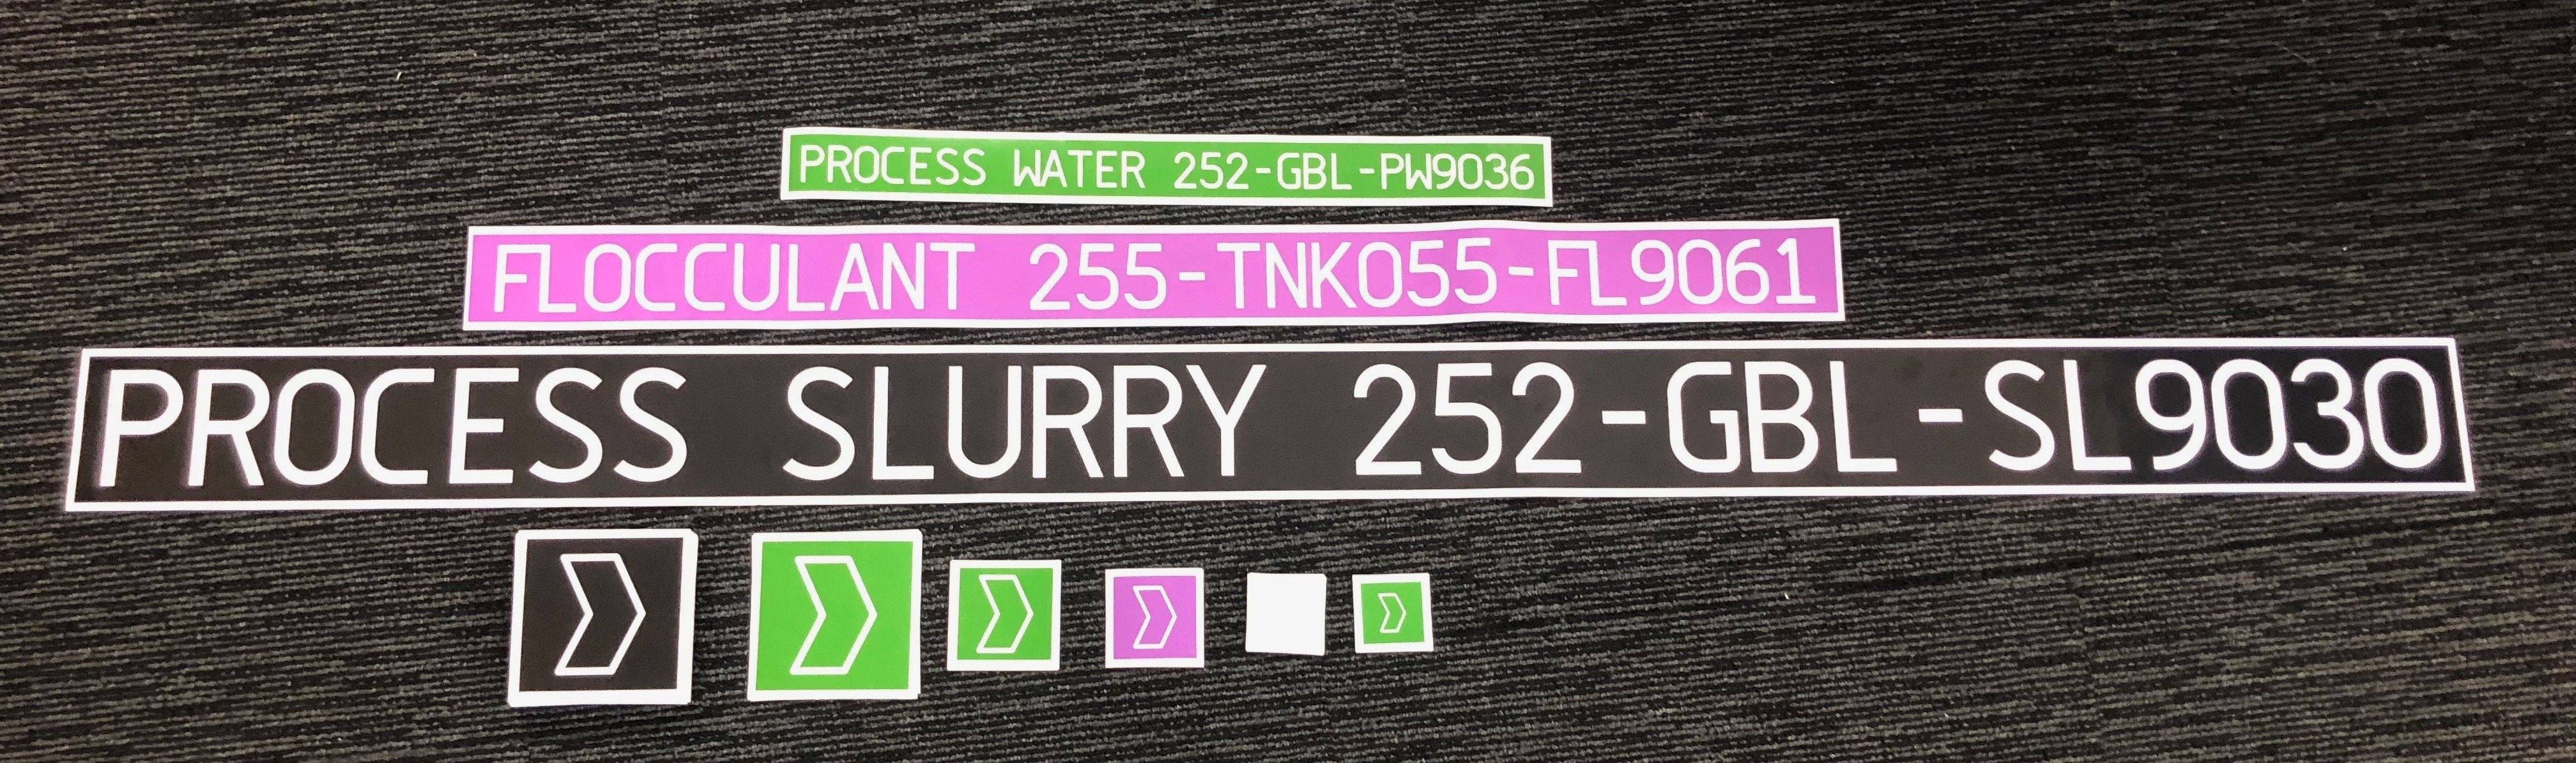 PROCESS WATER 252-GBL-PW9036
FLOCCULANT 255-TNK055-FL9061
PROCESS SLURRY 252-GBL-SL9030